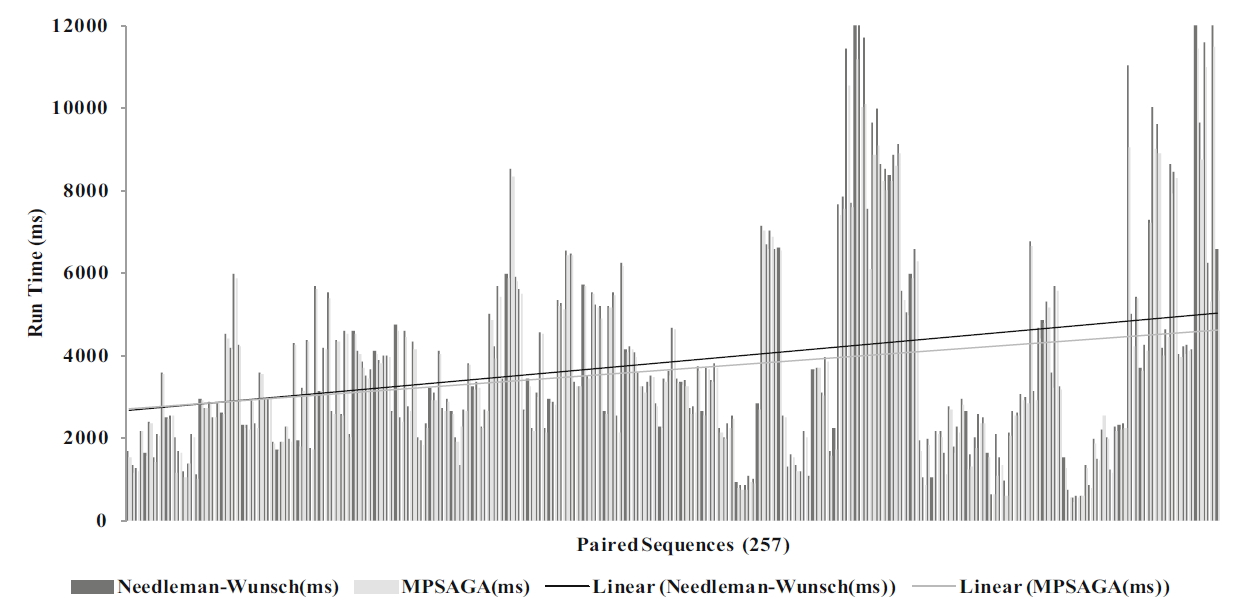 12000
10000
8000
6000
4000
2000
0
Run Time (ms)
Paired Sequences (257)
Needleman-Wunsch(ms) MPSAGA(ms) Linear (Needleman-Wunsch(ms)) Linear (MPSAGA(ms))